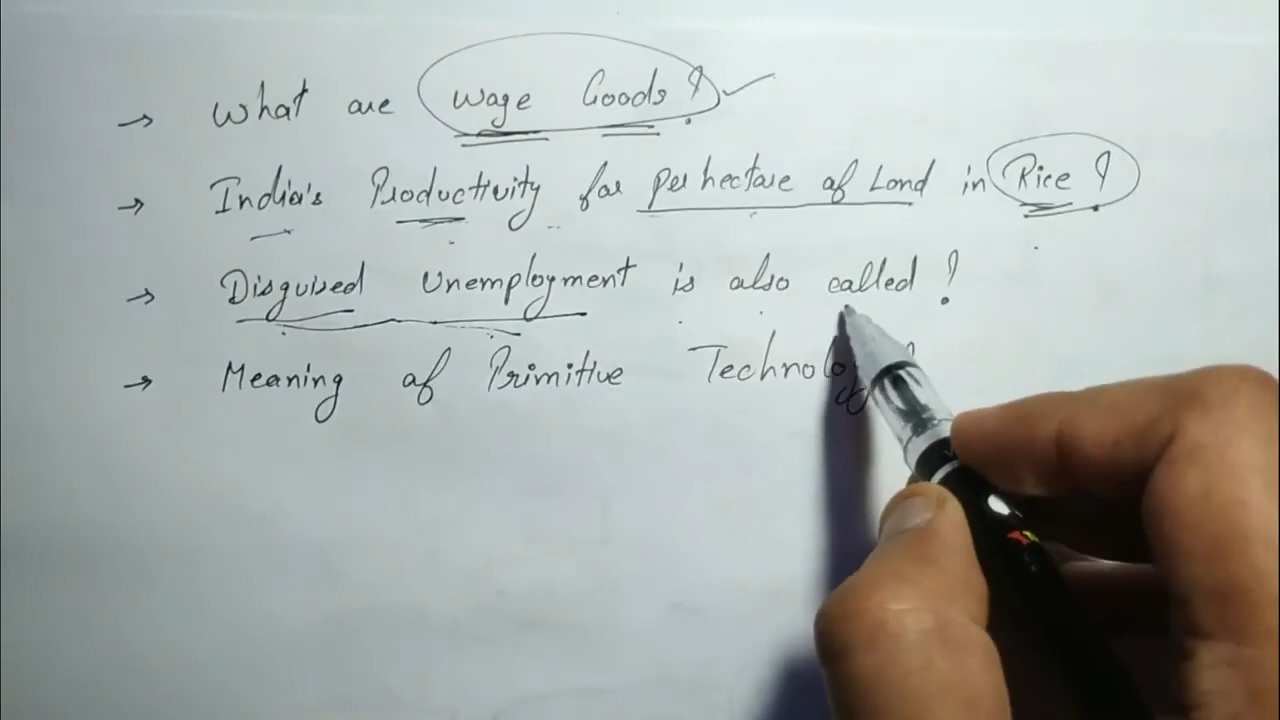 → What are Wage Goods?
→ India's Productivity for per hectare of Land in Rice?
→ Disguised Unemployment is also called?
→ Meaning of Primitive Technology?